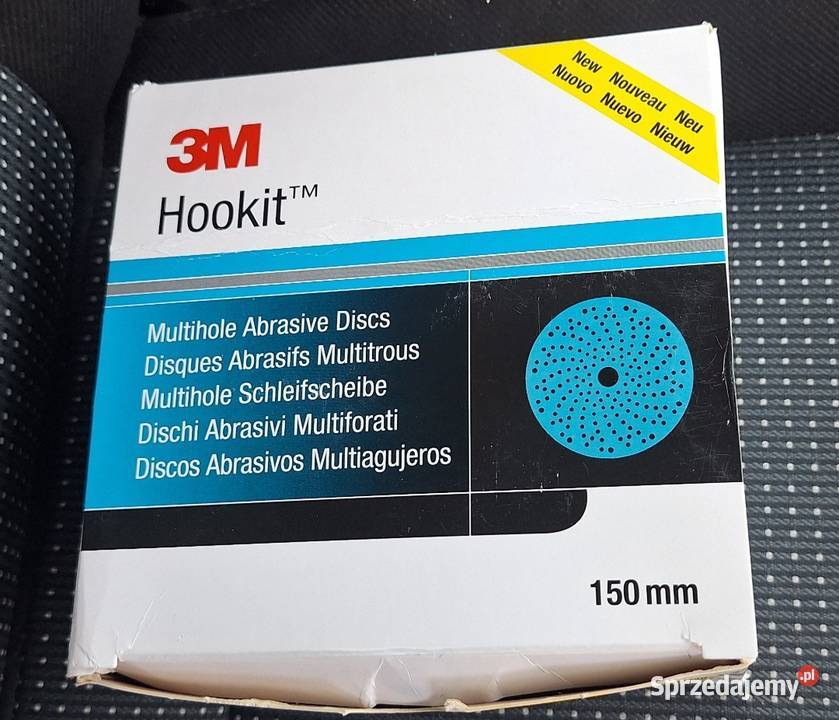 New Nouveau Neu
Nuovo Nuevo Nieuw
3M
Hookit™
Multihole Abrasive Discs
Disques Abrasifs Multitrous
Multihole Schleifscheibe
Dischi Abrasivi Multiforati
Discos Abrasivos Multiagujeros
150 mm
Sprzedajemy.pl